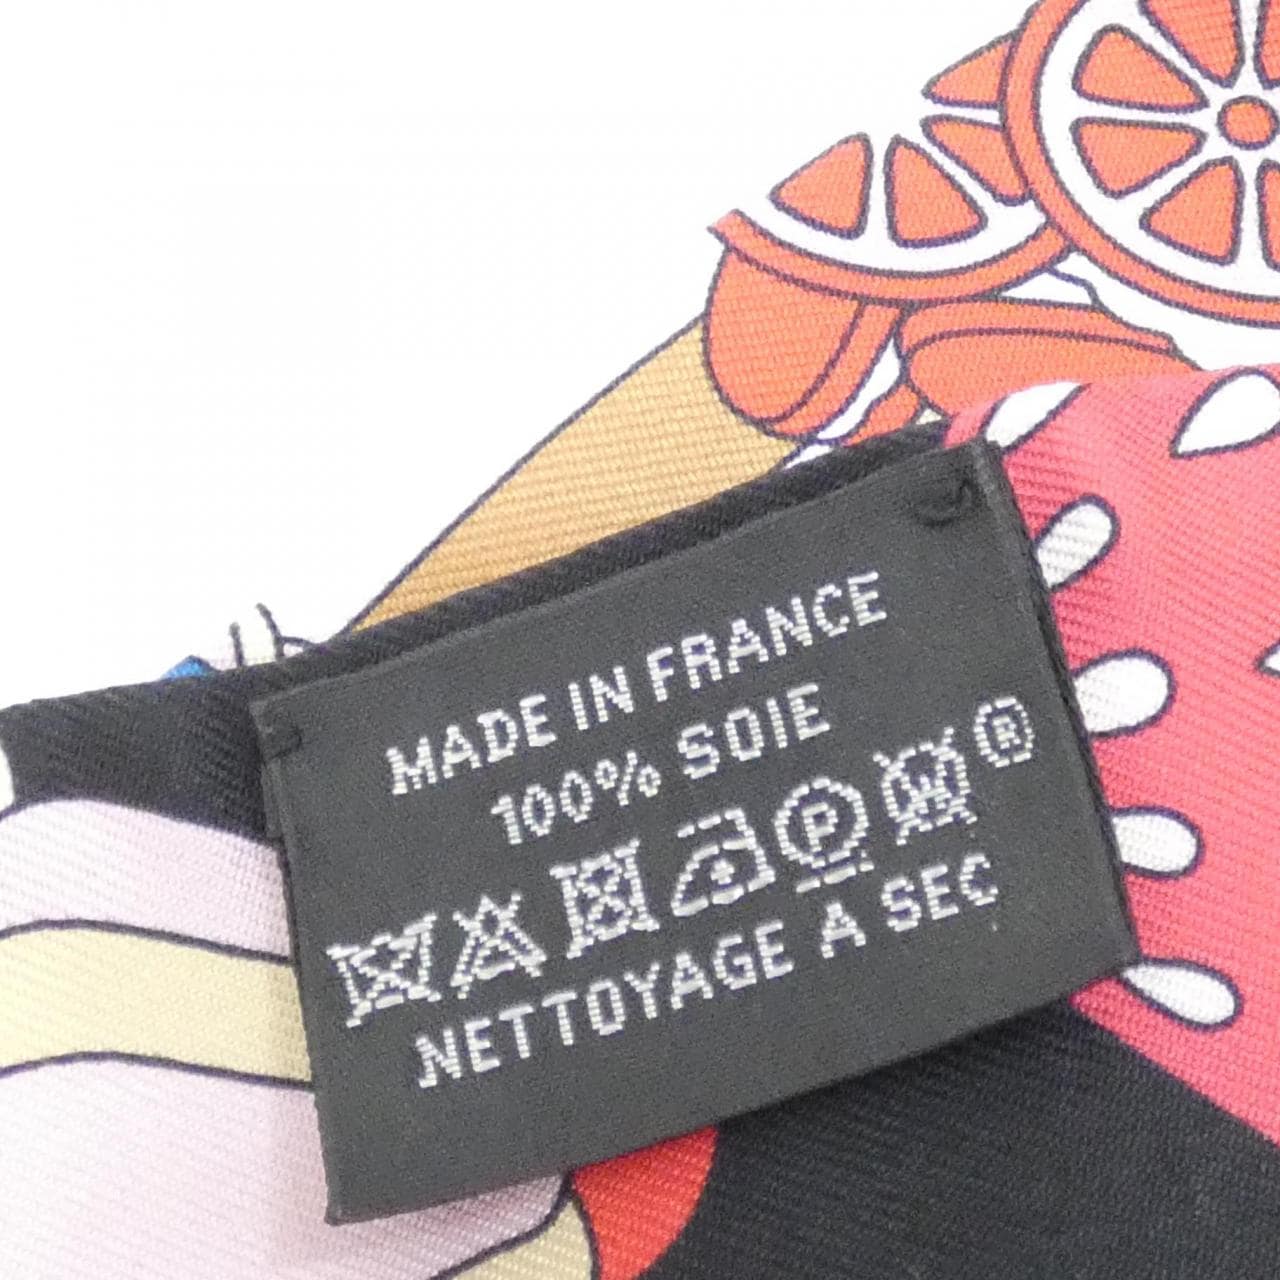 MADE IN FRANCE
100% SOIE
P W ®
NETTOYAGE A SEC